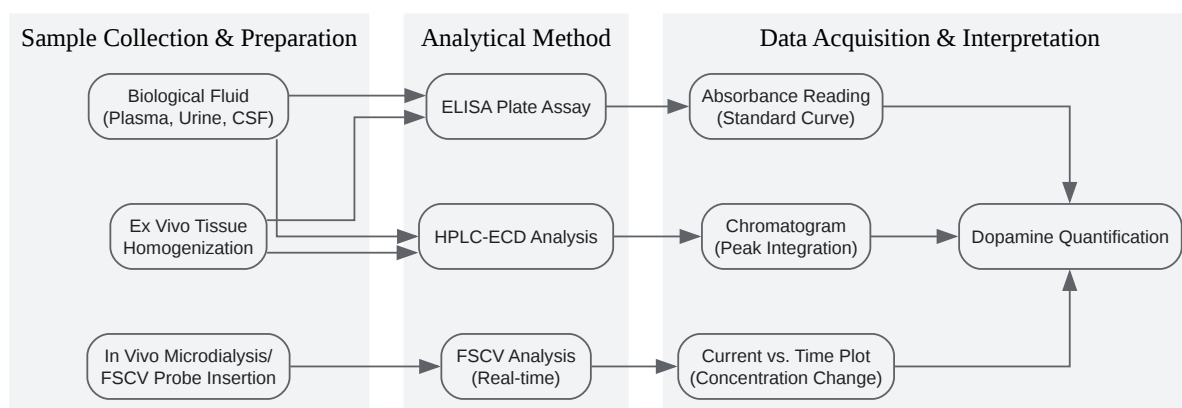 Sample Collection & Preparation
Analytical Method
Data Acquisition & Interpretation
Biological Fluid
(Plasma, Urine, CSF)
ELISA Plate Assay
Absorbance Reading
(Standard Curve)
Ex Vivo Tissue
Homogenization
HPLC-ECD Analysis
Chromatogram
(Peak Integration)
Dopamine Quantification
In Vivo Microdialysis/
FSCV Probe Insertion
FSCV Analysis
(Real-time)
Current vs. Time Plot
(Concentration Change)